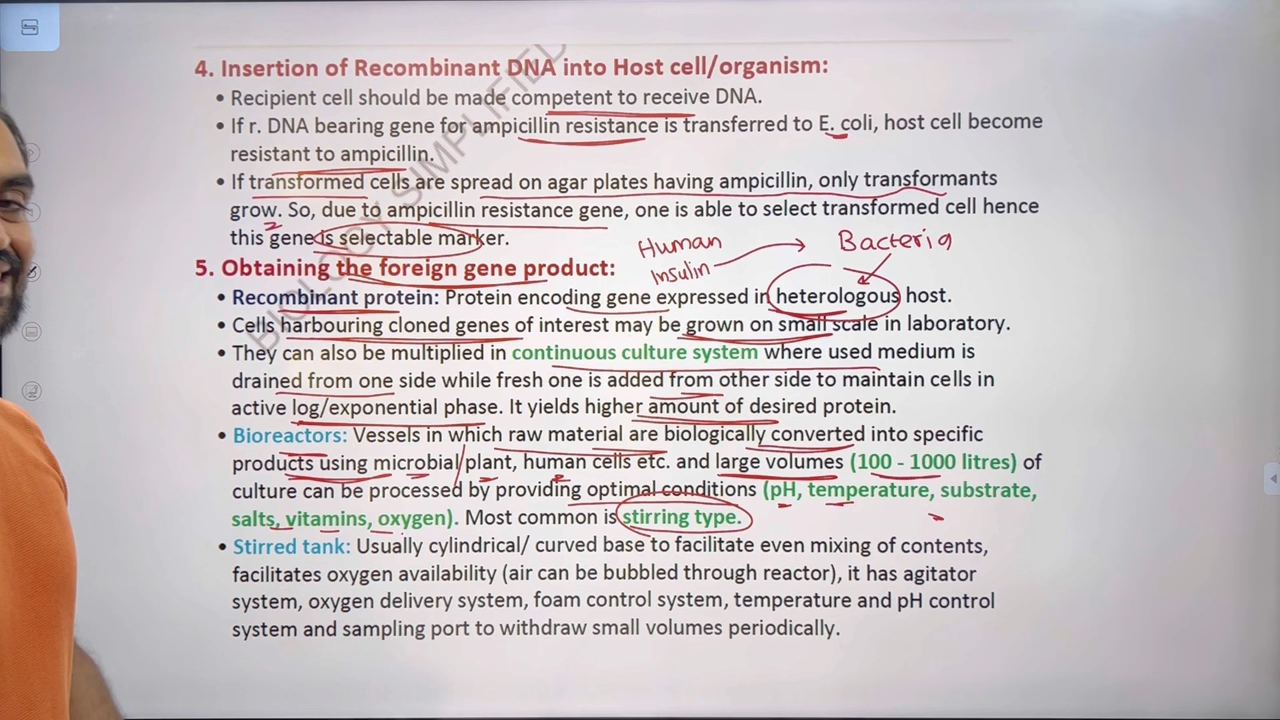 4. Insertion of Recombinant DNA into Host cell/organism:
• Recipient cell should be made competent to receive DNA.
• If r. DNA bearing gene for ampicillin resistance is transferred to E. coli, host cell become
resistant to ampicillin.
• If transformed cells are spread on agar plates having ampicillin, only transformants
grow. So, due to ampicillin resistance gene, one is able to select transformed cell hence
this gene is selectable marker.
Human Bacteria
Insulin
5. Obtaining the foreign gene product:
• Recombinant protein: Protein encoding gene expressed in heterologous host.
• Cells harbouring cloned genes of interest may be grown on small scale in laboratory.
• They can also be multiplied in continuous culture system where used medium is
drained from one side while fresh one is added from other side to maintain cells in
active log/exponential phase. It yields higher amount of desired protein.
• Bioreactors: Vessels in which raw material are biologically converted into specific
products using microbial/plant, human cells etc. and large volumes (100 - 1000 litres) of
culture can be processed by providing optimal conditions (pH, temperature, substrate,
salts, vitamins, oxygen). Most common is stirring type.
• Stirred tank: Usually cylindrical/ curved base to facilitate even mixing of contents,
facilitates oxygen availability (air can be bubbled through reactor), it has agitator
system, oxygen delivery system, foam control system, temperature and pH control
system and sampling port to withdraw small volumes periodically.
BIOLOGY SIMPLIFIED